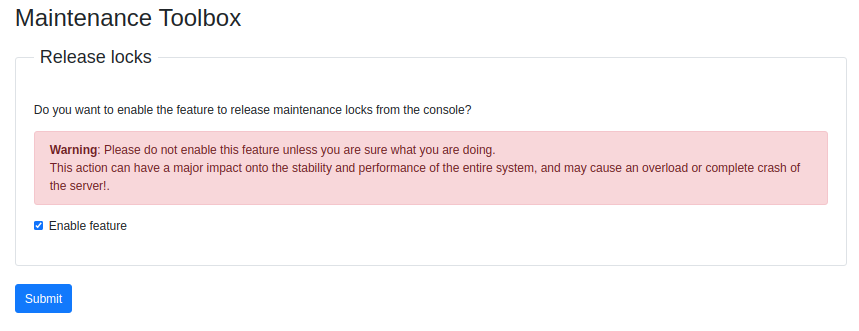 Maintenance Toolbox
Release locks
Do you want to enable the feature to release maintenance locks from the console?
Warning: Please do not enable this feature unless you are sure what you are doing.
This action can have a major impact onto the stability and performance of the entire system, and may cause an overload or complete crash of
the server!.
Enable feature
Submit